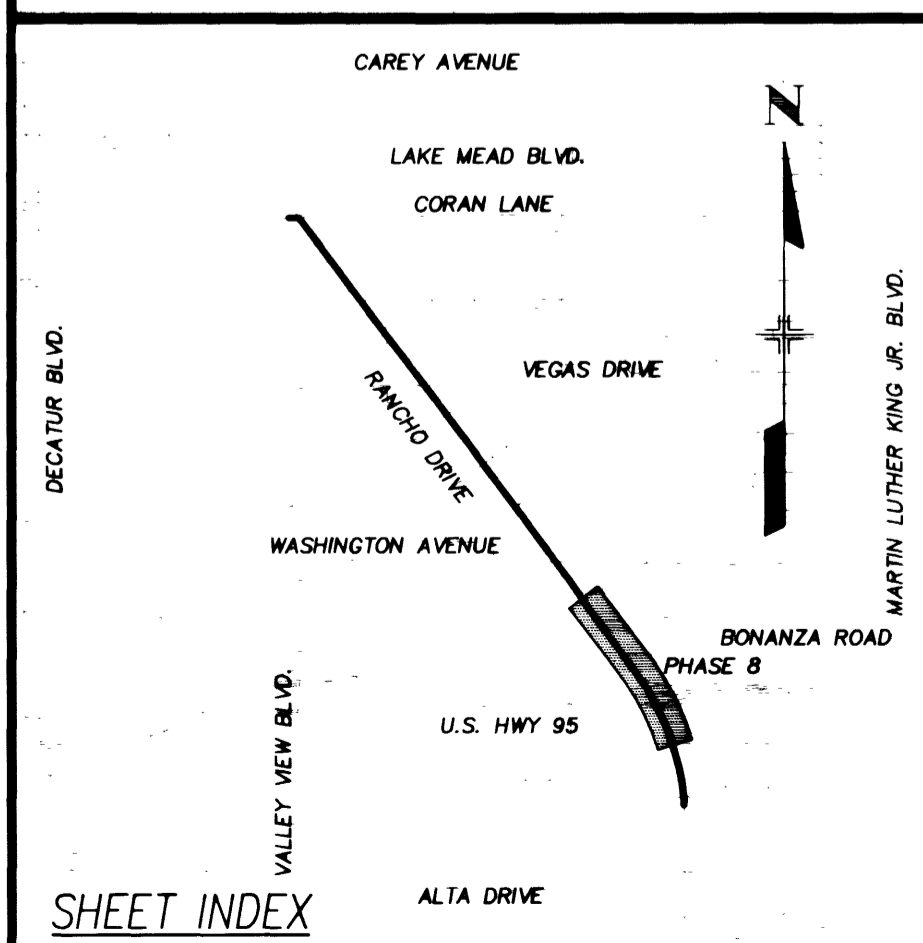 CAREY AVENUE
N
LAKE MEAD BLVD.
CORAN LANE
MARTIN LUTHER KING JR. BLVD.
DECATUR BLVD.
VEGAS DRIVE
RANCHO DRIVE
WASHINGTON AVENUE
BONANZA ROAD
PHASE 8
VALLEY VIEW BLVD.
U.S. HWY 95
ALTA DRIVE
SHEET INDEX